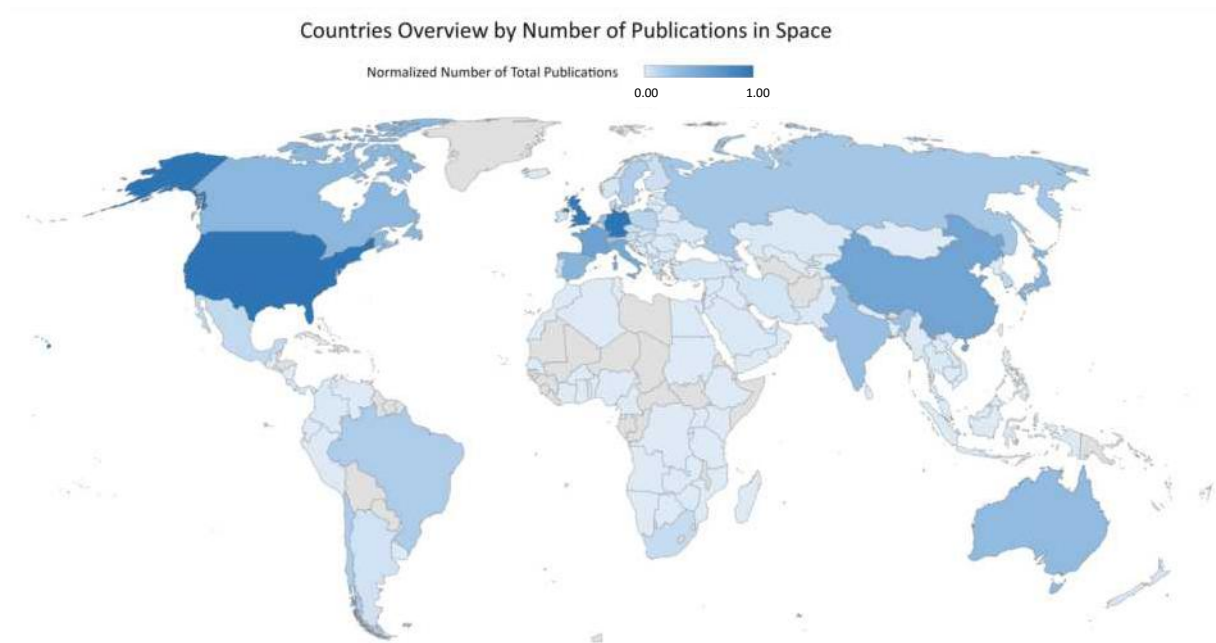 Countries Overview by Number of Publications in Space
Normalized Number of Total Publications
0.00 1.00